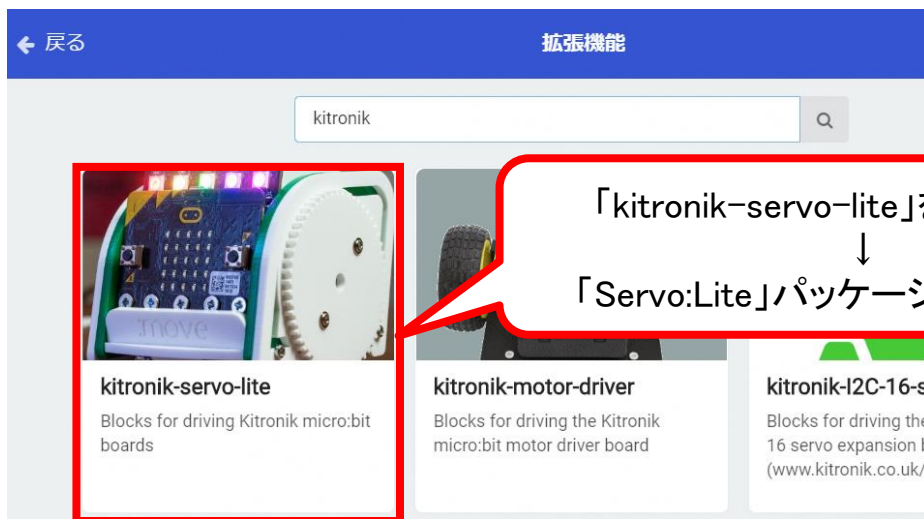 戻る
拡張機能
kitronik
「kitronik-servo-lite」
↓
「Servo:Lite」パッケージ
move
kitronik-servo-lite
Blocks for driving Kitronik micro:bit
boards
kitronik-motor-driver
Blocks for driving the Kitronik
micro:bit motor driver board
kitronik-I2C-16-s
Blocks for driving the
16 servo expansion
(www.kitronik.co.uk/